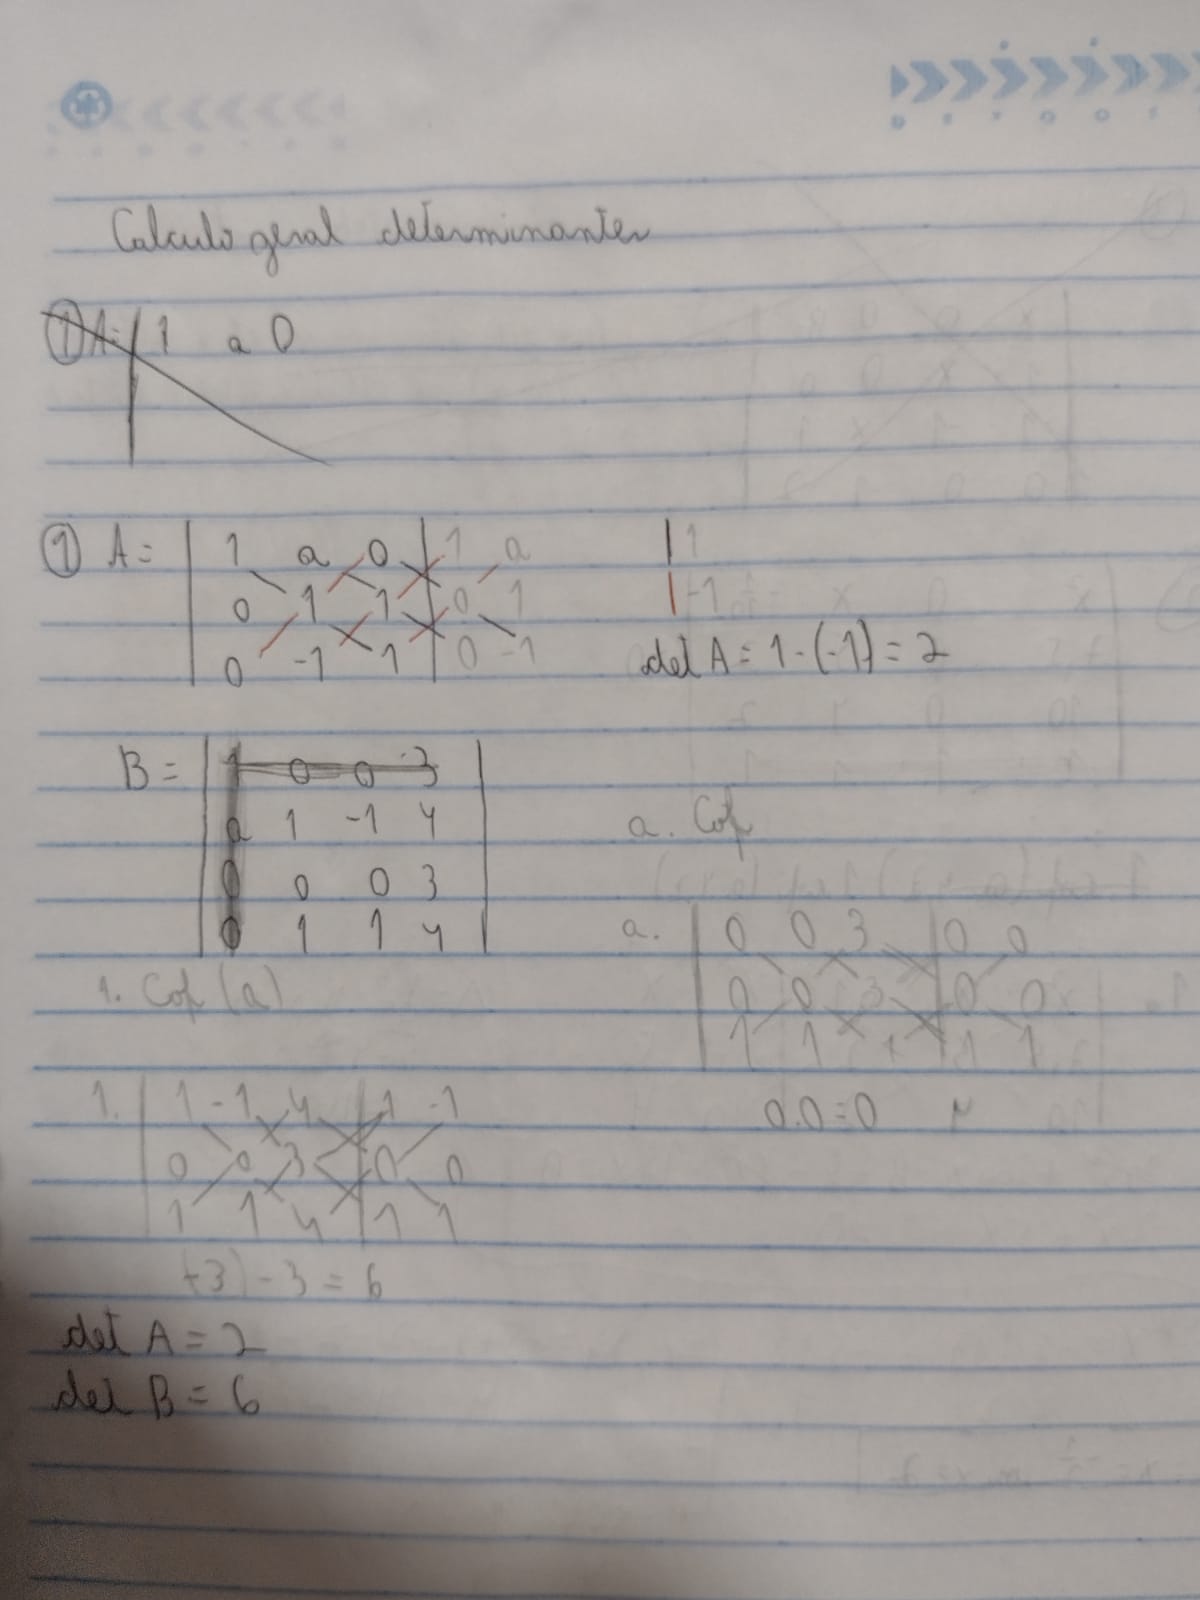 Calculo geral determinantes
① A= | 1 a 0
① A= | 1 a 0 | 1 a
0 1 1 | 0 1
0 -1 1 | 0 -1
| 1
| -1
det A = 1-(-1) = 2
B = | 1 0 0 3 |
a 1 -1 4
0 0 0 3
0 1 1 4
1. Cof (a)
a. Cof
a. | 0 0 3 | 0 0
0 0 3 | 0 0
1 1 4 | 1 1
0.0=0
1. | 1 -1 4 | 1 -1
0 0 3 | 0 0
1 1 4 | 1 1
-3)-3 = 6
det A = 2
det B = 6